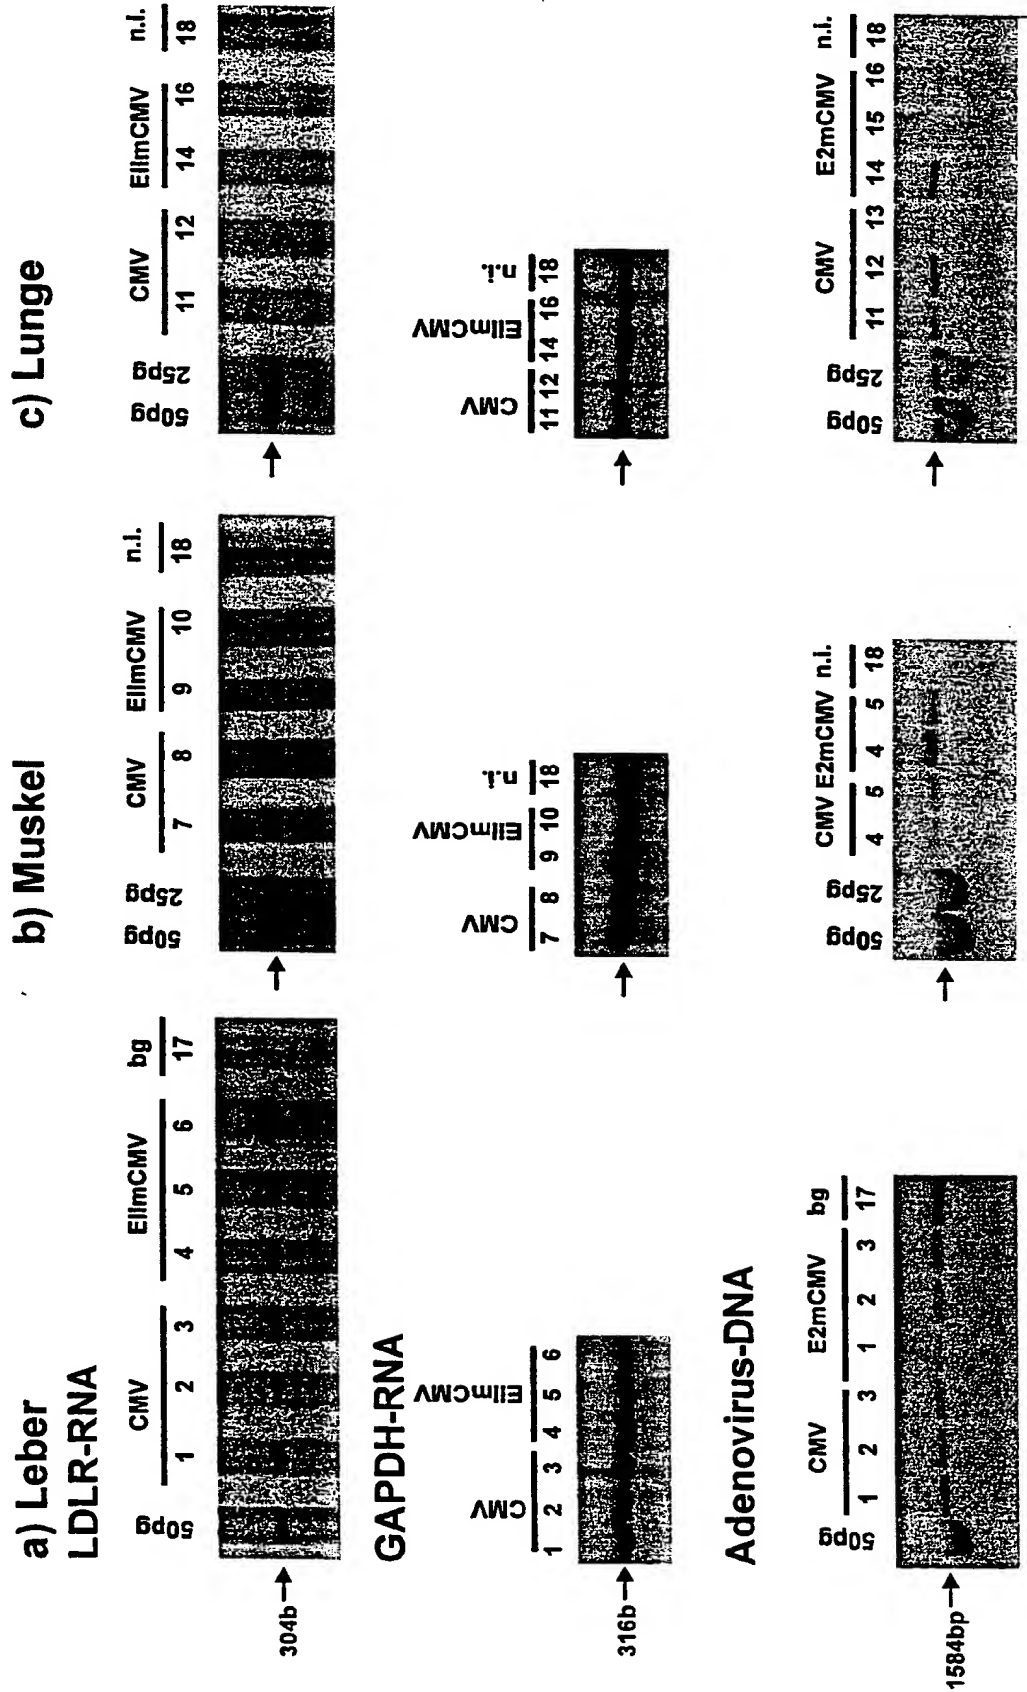 a) Leber
LDLR-RNA
CMV EIImCMV bg
50pg 1 2 3 4 5 6 17
304b
b) Muskel
CMV EIImCMV n.i.
50pg 25pg 7 8 9 10 18
c) Lunge
CMV EIImCMV n.i.
50pg 25pg 11 12 14 16 18
GAPDH-RNA
CMV EIImCMV
1 2 3 4 5 6
316b
CMV EIImCMV n.i.
7 8 9 10 18
CMV EIImCMV n.i.
11 12 14 16 18
Adenovirus-DNA
CMV E2mCMV bg
50pg 1 2 3 1 2 3 17
1584bp
CMV E2mCMV n.i.
50pg 25pg 4 5 4 5 18
CMV E2mCMV n.i.
50pg 25pg 11 12 13 14 15 16 18